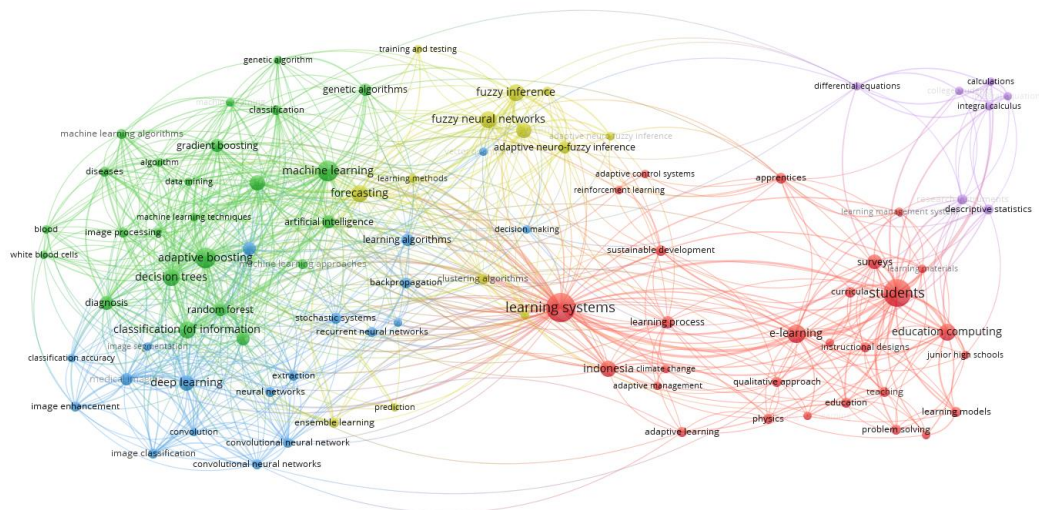 training and testing
genetic algorithm
genetic algorithms
fuzzy inference
differential equations
calculations
integral calculus
classification
fuzzy neural networks
machine learning algorithms
adaptive neuro-fuzzy inference
gradient boosting
adaptive neuro-fuzzy inference
algorithm
diseases
machine learning
adaptive control systems
apprentices
data mining
learning methods
forecasting
reinforcement learning
descriptive statistics
machine learning techniques
artificial intelligence
blood
image processing
decision making
learning algorithms
sustainable development
white blood cells
adaptive boosting
machine learning approaches
surveys
learning materials
decision trees
clustering algorithms
backpropagation
curricula
students
diagnosis
random forest
learning systems
stochastic systems
learning process
classification (of information
recurrent neural networks
e-learning
education computing
image segmentation
instructional designs
classification accuracy
junior high schools
indonesia
climate change
deep learning
extraction
qualitative approach
adaptive management
neural networks
teaching
image enhancement
prediction
education
learning models
ensemble learning
physics
convolution
adaptive learning
problem solving
convolutional neural network
image classification
convolutional neural networks